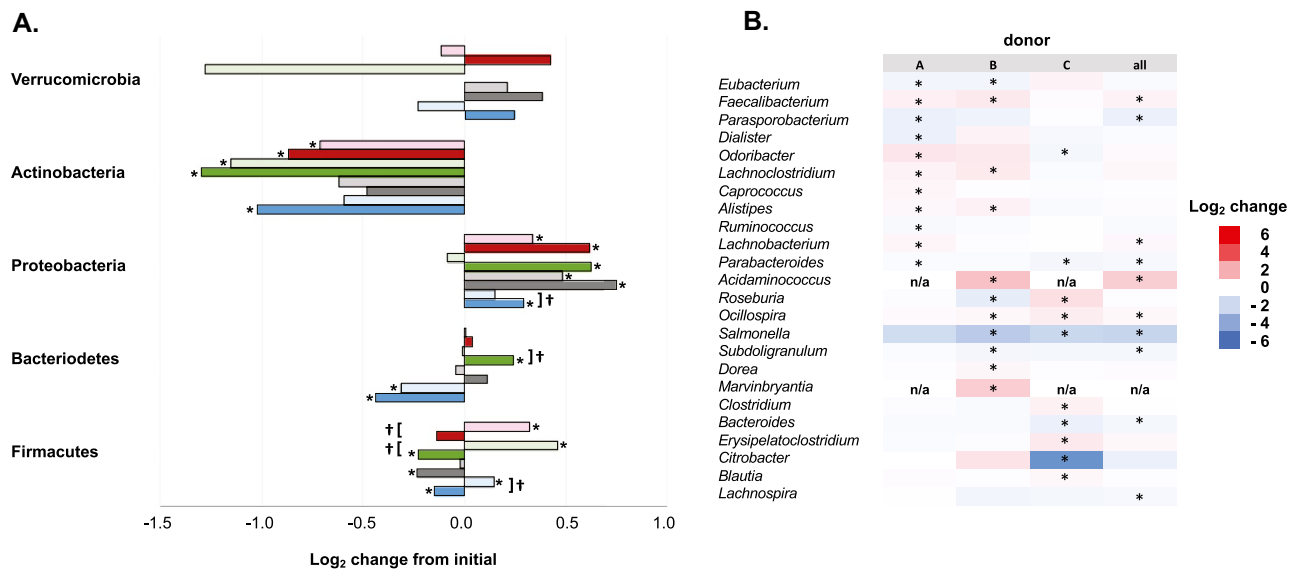 A.
Verrucomicrobia
*
Actinobacteria
*
*
*
*
*
Proteobacteria
*
*
*
* ] †
Bacteriodetes
* ] †
*
*
† [
*
Firmacutes
† [
*
*
*
* ] †
*
-1.5 -1.0 -0.5 0.0 0.5 1.0
Log2 change from initial
B.
donor
A B C all
Eubacterium * *
Faecalibacterium * * *
Parasporobacterium * *
Dialister *
Odoribacter * *
Lachnoclostridium * *
Caprococcus *
Alistipes * *
Ruminococcus *
Lachnobacterium * *
Parabacteroides * * *
Acidaminococcus n/a * n/a *
Roseburia * *
Ocillospira * * *
Salmonella * * *
Subdoligranulum * *
Dorea *
Marvinbryantia n/a * n/a n/a
Clostridium *
Bacteroides * *
Erysipelatoclostridium *
Citrobacter *
Blautia *
Lachnospira *
Log2 change
6
4
2
0
- 2
- 4
- 6